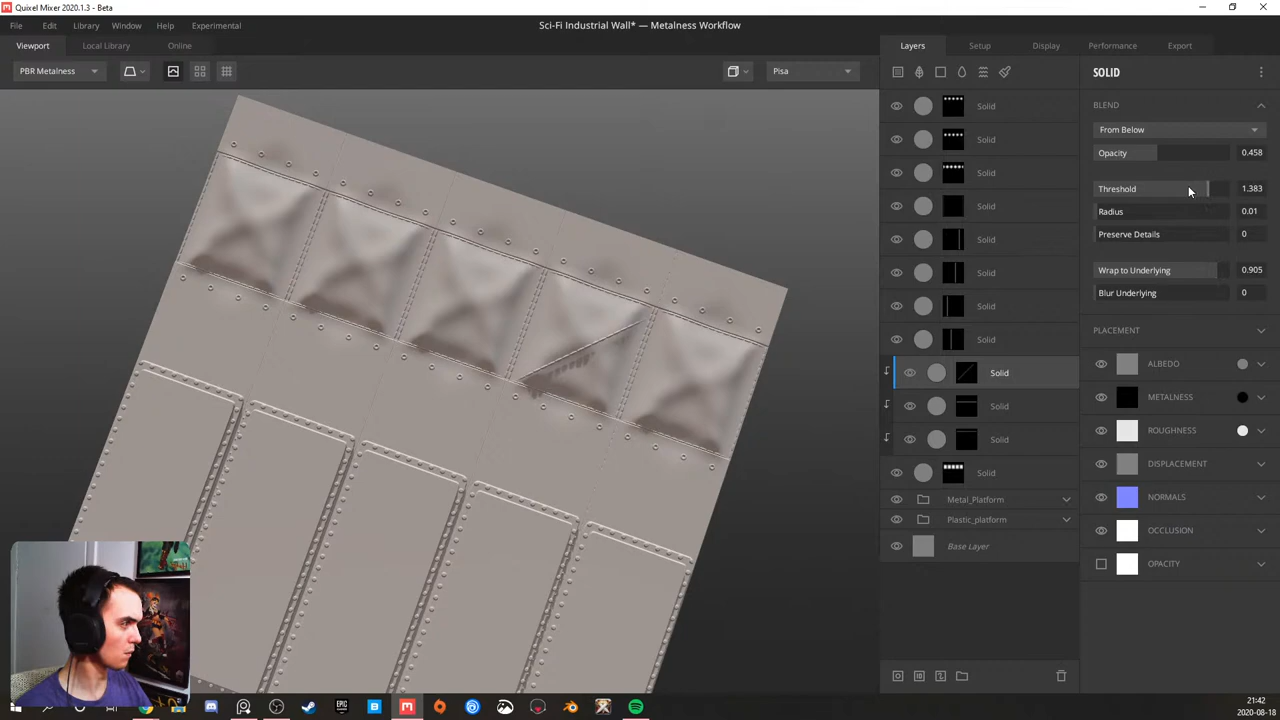 Quixel Mixer 2020.1.3 - Beta
File Edit Library Window Help Experimental
Sci-Fi Industrial Wall* — Metalness Workflow
Viewport Local Library Online
Layers Setup Display Performance Export
PBR Metalness
Pisa
SOLID
BLEND
From Below
Opacity 0.458
Threshold 1.383
Radius 0.01
Preserve Details 0
Wrap to Underlying 0.905
Blur Underlying 0
PLACEMENT
ALBEDO
METALNESS
ROUGHNESS
DISPLACEMENT
NORMALS
OCCLUSION
OPACITY
Solid
Solid
Solid
Solid
Solid
Solid
Solid
Solid
Solid
Solid
Solid
Solid
Metal_Platform
Plastic_platform
Base Layer
EPIC
21:42
2020-08-18